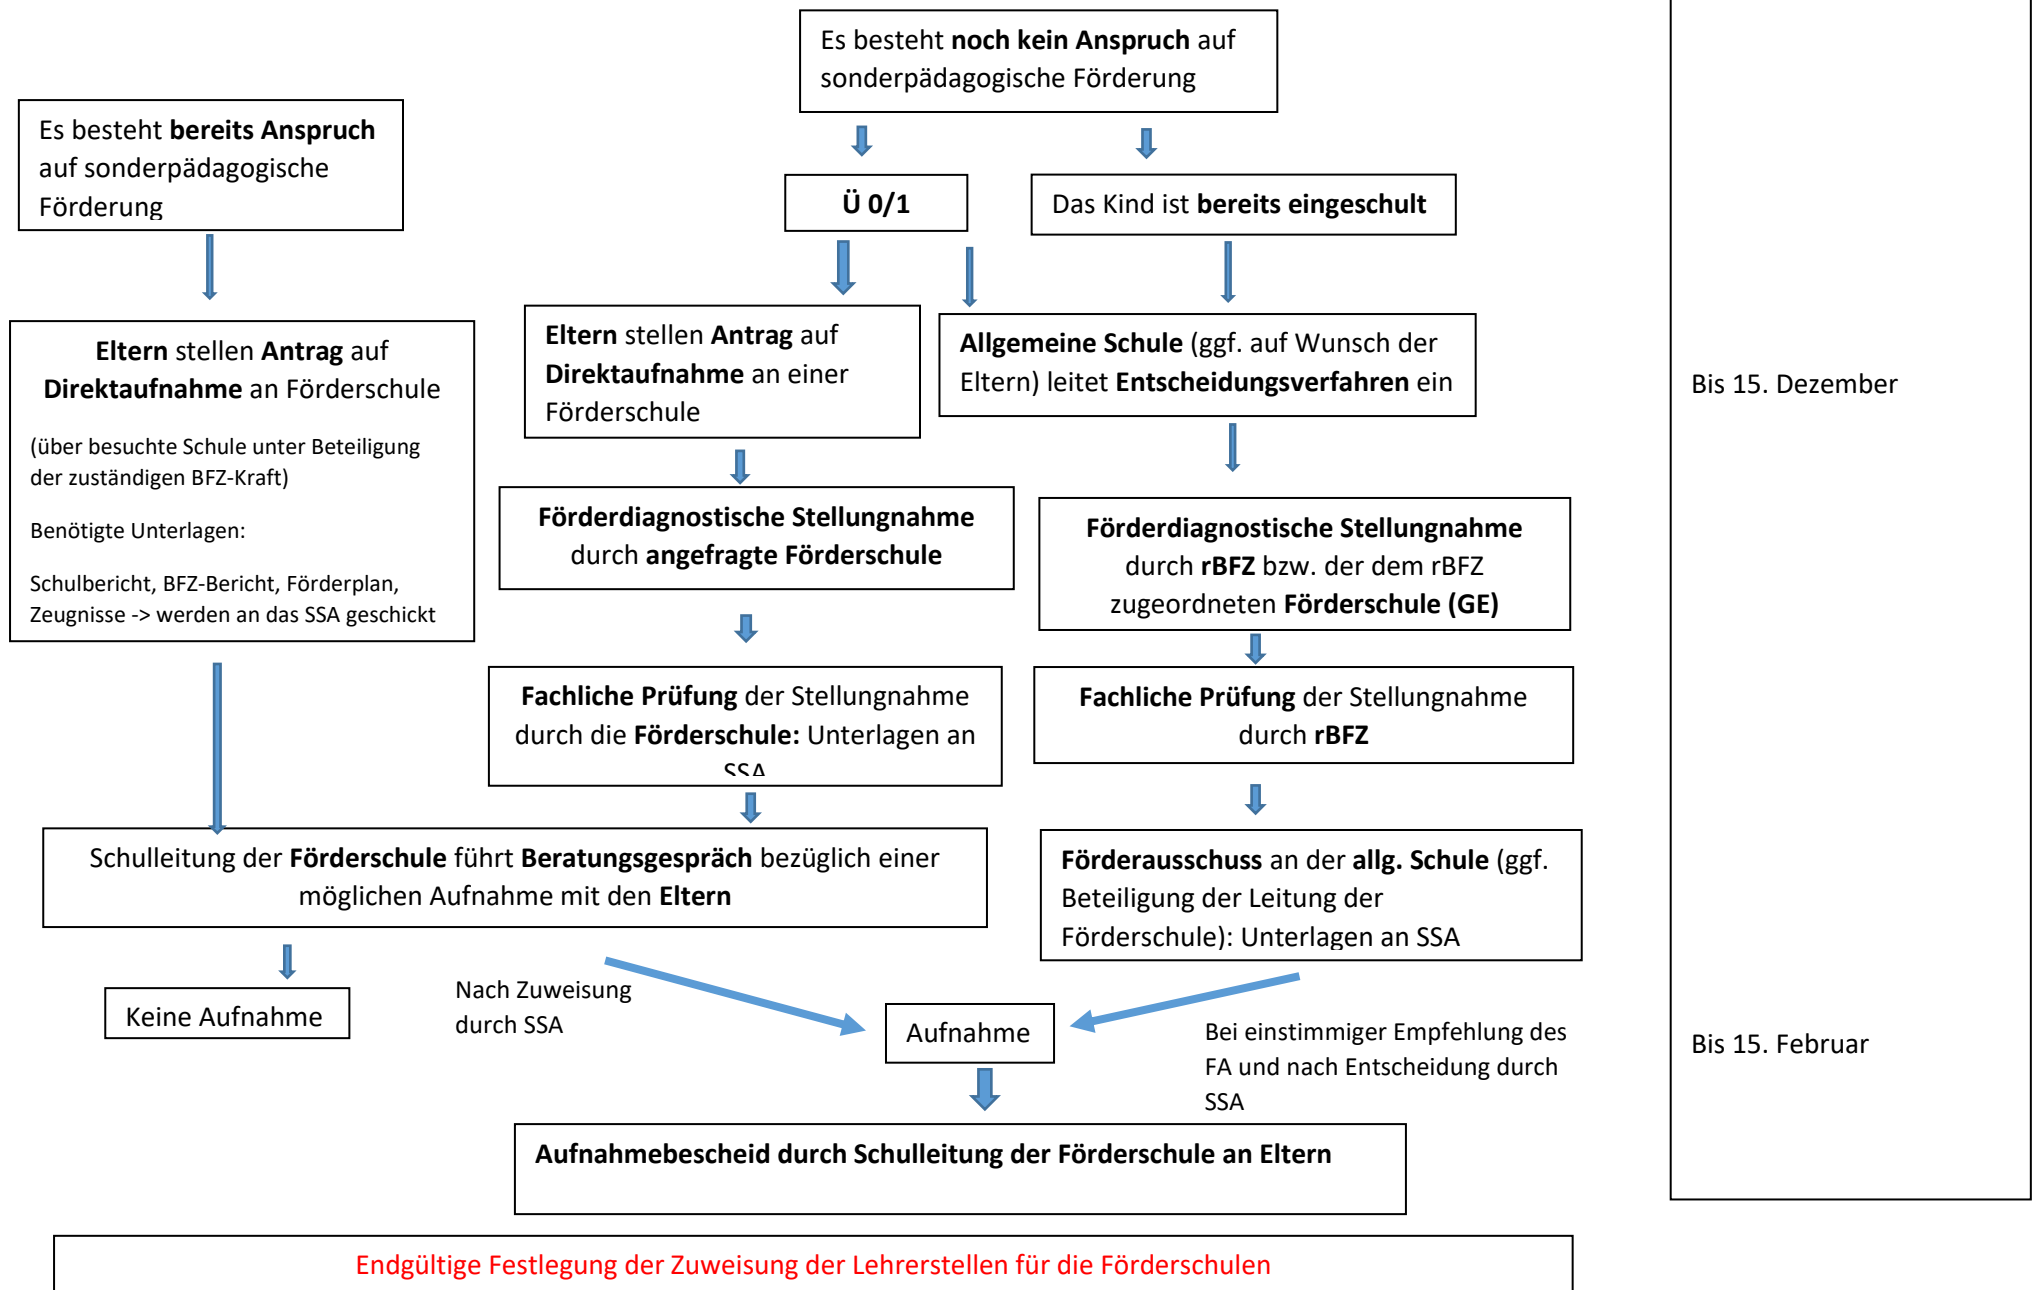 Es besteht noch kein Anspruch auf
sonderpädagogische Förderung
Es besteht bereits Anspruch
auf sonderpädagogische
Förderung
Ü 0/1
Das Kind ist bereits eingeschult
Eltern stellen Antrag auf
Direktaufnahme an Förderschule
(über besuchte Schule unter Beteiligung
der zuständigen BFZ-Kraft)
Benötigte Unterlagen:
Schulbericht, BFZ-Bericht, Förderplan,
Zeugnisse -> werden an das SSA geschickt
Eltern stellen Antrag auf
Direktaufnahme an einer
Förderschule
Allgemeine Schule (ggf. auf Wunsch der
Eltern) leitet Entscheidungsverfahren ein
Bis 15. Dezember
Förderdiagnostische Stellungnahme
durch angefragte Förderschule
Förderdiagnostische Stellungnahme
durch rBFZ bzw. der dem rBFZ
zugeordneten Förderschule (GE)
Fachliche Prüfung der Stellungnahme
durch die Förderschule: Unterlagen an
SSA
Fachliche Prüfung der Stellungnahme
durch rBFZ
Schulleitung der Förderschule führt Beratungsgespräch bezüglich einer
möglichen Aufnahme mit den Eltern
Förderausschuss an der allg. Schule (ggf.
Beteiligung der Leitung der
Förderschule): Unterlagen an SSA
Keine Aufnahme
Nach Zuweisung
durch SSA
Aufnahme
Bei einstimmiger Empfehlung des
FA und nach Entscheidung durch
SSA
Bis 15. Februar
Aufnahmebescheid durch Schulleitung der Förderschule an Eltern
Endgültige Festlegung der Zuweisung der Lehrerstellen für die Förderschulen